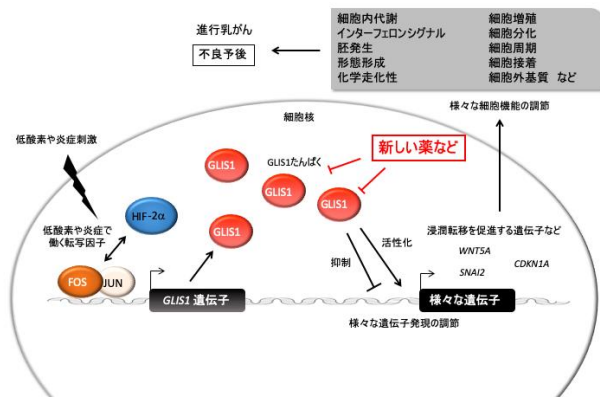 進行乳がん
不良予後
細胞内代謝
インターフェロンシグナル
胚発生
形態形成
化学走化性
細胞増殖
細胞分化
細胞周期
細胞接着
細胞外基質 など
様々な細胞機能の調節
細胞核
低酸素や炎症刺激
GLIS1
GLIS1たんぱく
新しい薬など
GLIS1
GLIS1
低酸素や炎症で
働く転写因子
HIF-2α
GLIS1
浸潤転移を促進する遺伝子など
活性化
抑制
WNT5A
CDKN1A
SNAI2
FOS
JUN
GLIS1 遺伝子
様々な遺伝子
様々な遺伝子発現の調節